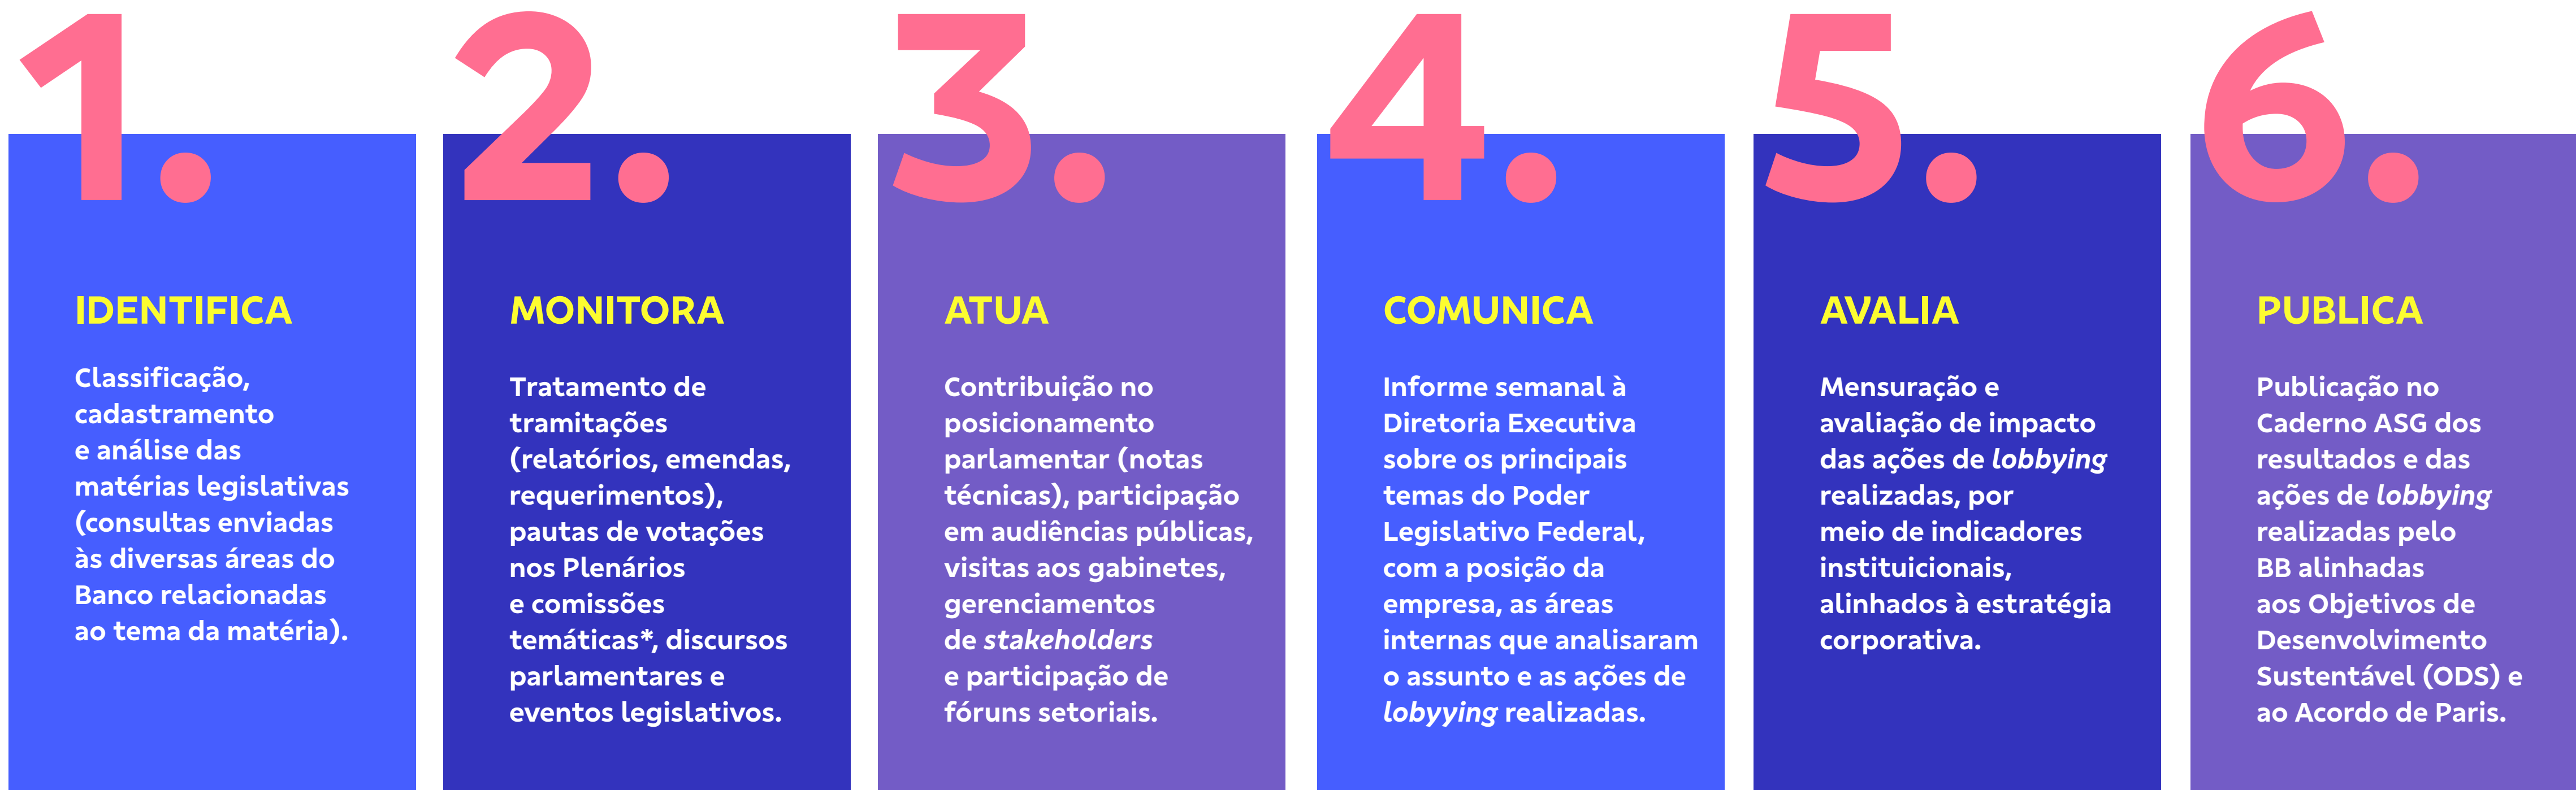 1.
IDENTIFICA
Classificação,
cadastramento
e análise das
matérias legislativas
(consultas enviadas
às diversas áreas do
Banco relacionadas
ao tema da matéria).
2.
MONITORA
Tratamento de
tramitações
(relatórios, emendas,
requerimentos),
pautas de votações
nos Plenários
e comissões
temáticas*, discursos
parlamentares e
eventos legislativos.
3.
ATUA
Contribuição no
posicionamento
parlamentar (notas
técnicas), participação
em audiências públicas,
visitas aos gabinetes,
gerenciamentos
de stakeholders
e participação de
fóruns setoriais.
4.
COMUNICA
Informe semanal à
Diretoria Executiva
sobre os principais
temas do Poder
Legislativo Federal,
com a posição da
empresa, as áreas
internas que analisaram
o assunto e as ações de
lobyying realizadas.
5.
AVALIA
Mensuração e
avaliação de impacto
das ações de lobbying
realizadas, por
meio de indicadores
instituicionais,
alinhados à estratégia
corporativa.
6.
PUBLICA
Publicação no
Caderno ASG dos
resultados e das
ações de lobbying
realizadas pelo
BB alinhadas
aos Objetivos de
Desenvolvimento
Sustentável (ODS) e
ao Acordo de Paris.